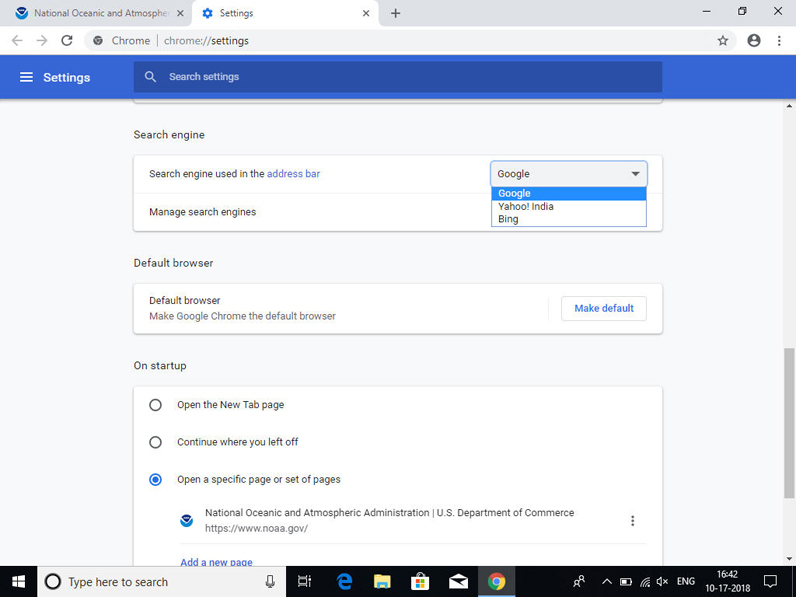 National Oceanic and Atmospher
Settings
Chrome
chrome://settings
Settings
Search settings
Search engine
Search engine used in the address bar
Google
Google
Yahoo! India
Bing
Manage search engines
Default browser
Default browser
Make Google Chrome the default browser
Make default
On startup
Open the New Tab page
Continue where you left off
Open a specific page or set of pages
National Oceanic and Atmospheric Administration | U.S. Department of Commerce
https://www.noaa.gov/
Add a new page
Type here to search
ENG
16:42
10-17-2018